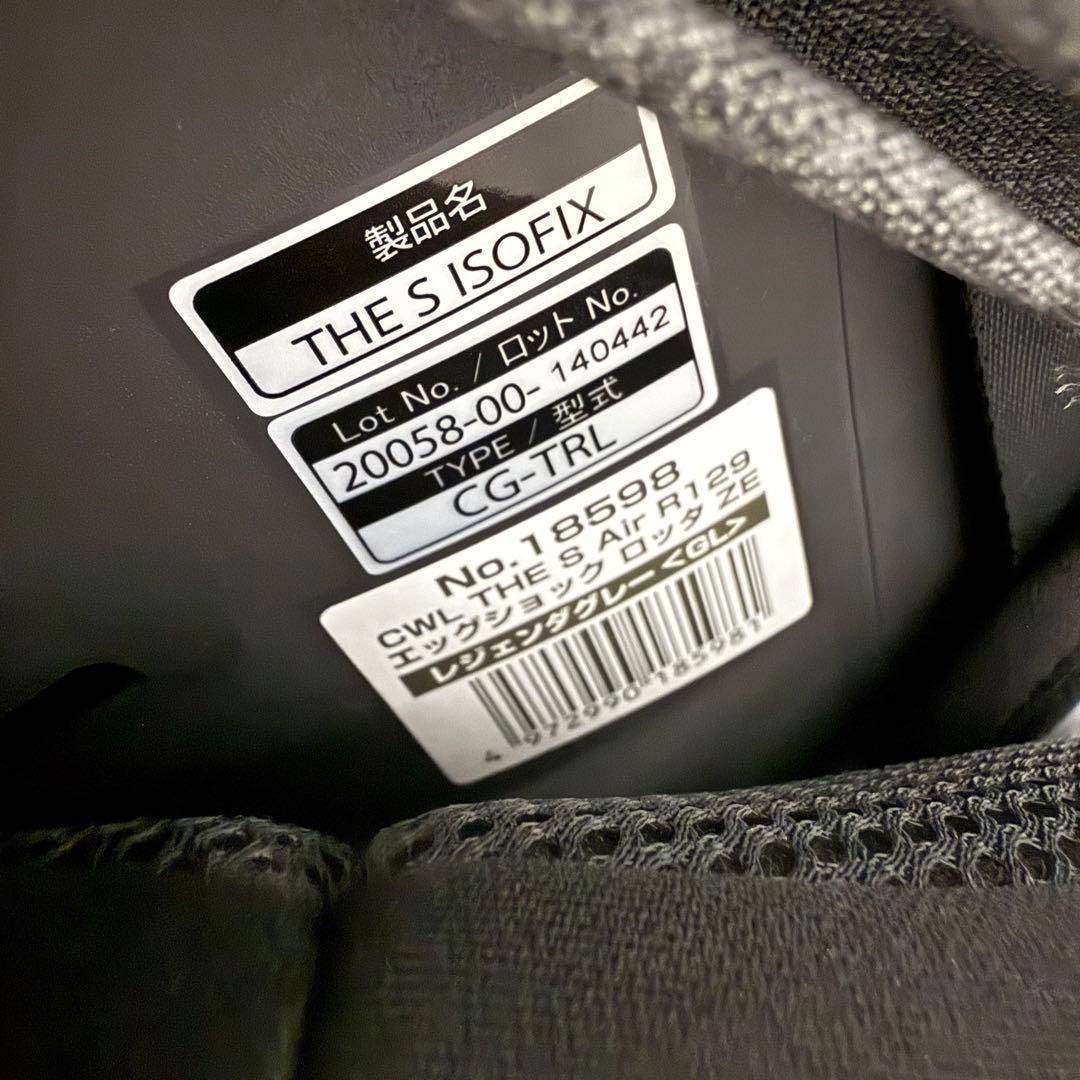 製品名
THE S ISOFIX
Lot No. / ロット No.
20058-00- 140442
TYPE / 型式
CG-TRL
No.18598
CWL THE S Air R129
エッグショック ロッタ ZE
レジェンダグレー<GL>
4 972990 185981